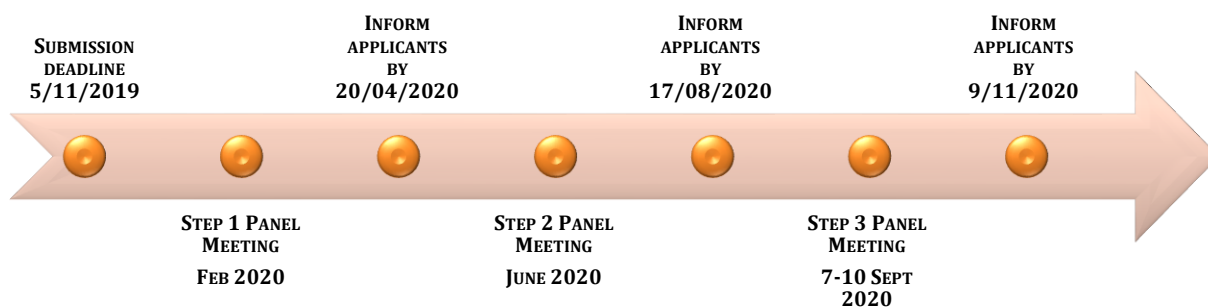 SUBMISSION
DEADLINE
5/11/2019
INFORM
APPLICANTS
BY
20/04/2020
INFORM
APPLICANTS
BY
17/08/2020
INFORM
APPLICANTS
BY
9/11/2020
STEP 1 PANEL
MEETING
FEB 2020
STEP 2 PANEL
MEETING
JUNE 2020
STEP 3 PANEL
MEETING
7-10 SEPT
2020